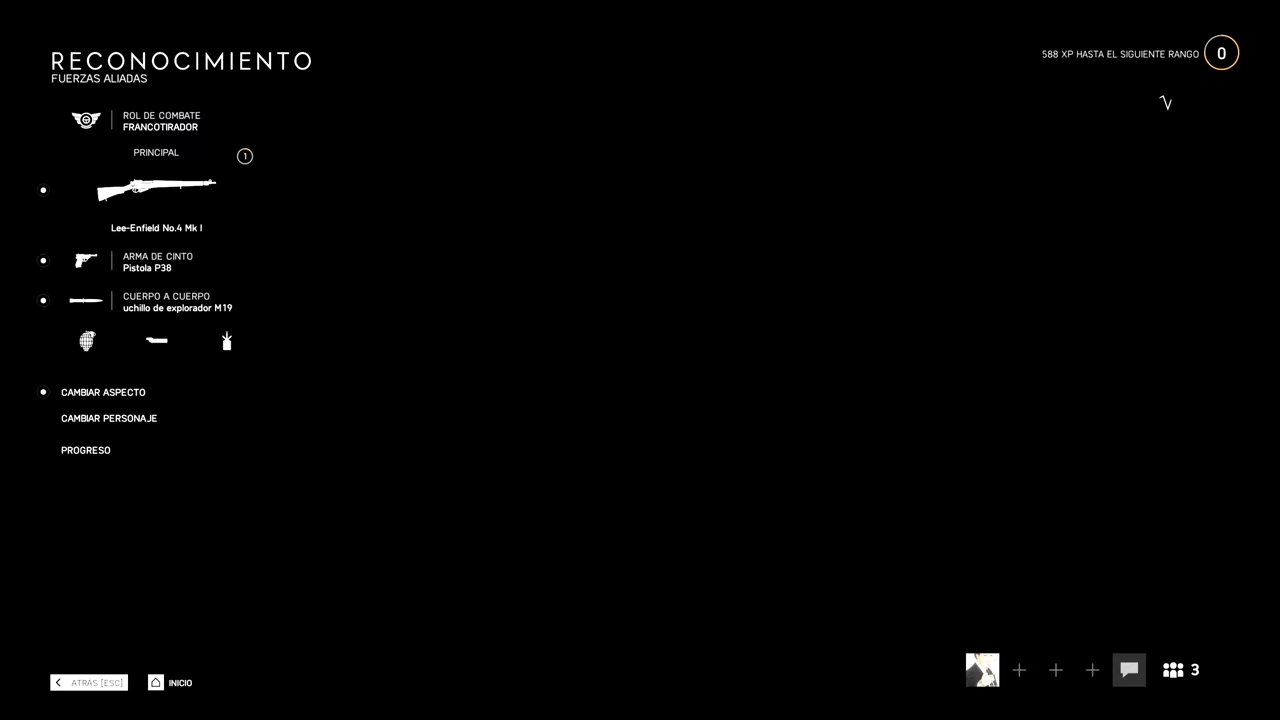 RECONOCIMIENTO
FUERZAS ALIADAS
588 XP HASTA EL SIGUIENTE RANGO
0
ROL DE COMBATE
FRANCOTIRADOR
PRINCIPAL
1
Lee-Enfield No.4 Mk I
ARMA DE CINTO
Pistola P38
CUERPO A CUERPO
uchillo de explorador M19
CAMBIAR ASPECTO
CAMBIAR PERSONAJE
PROGRESO
ATRÁS [ESC]
INICIO
3